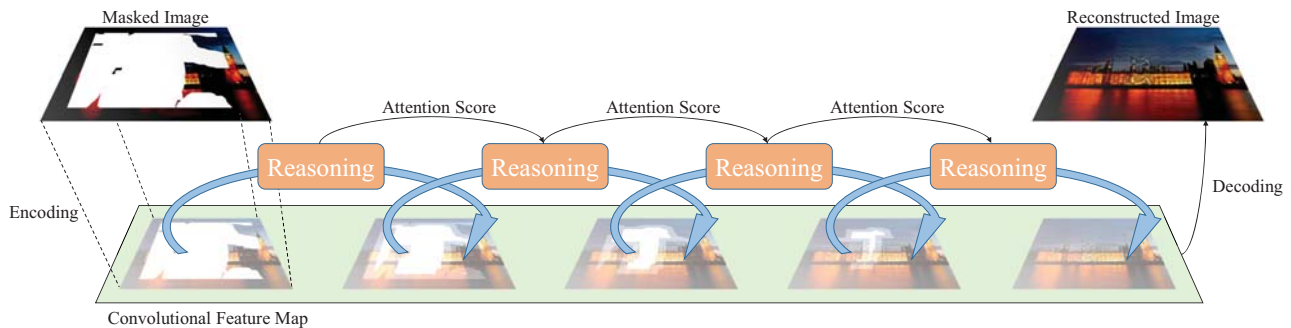 Masked Image
Reconstructed Image
Attention Score
Attention Score
Attention Score
Reasoning
Reasoning
Reasoning
Reasoning
Encoding
Decoding
Convolutional Feature Map